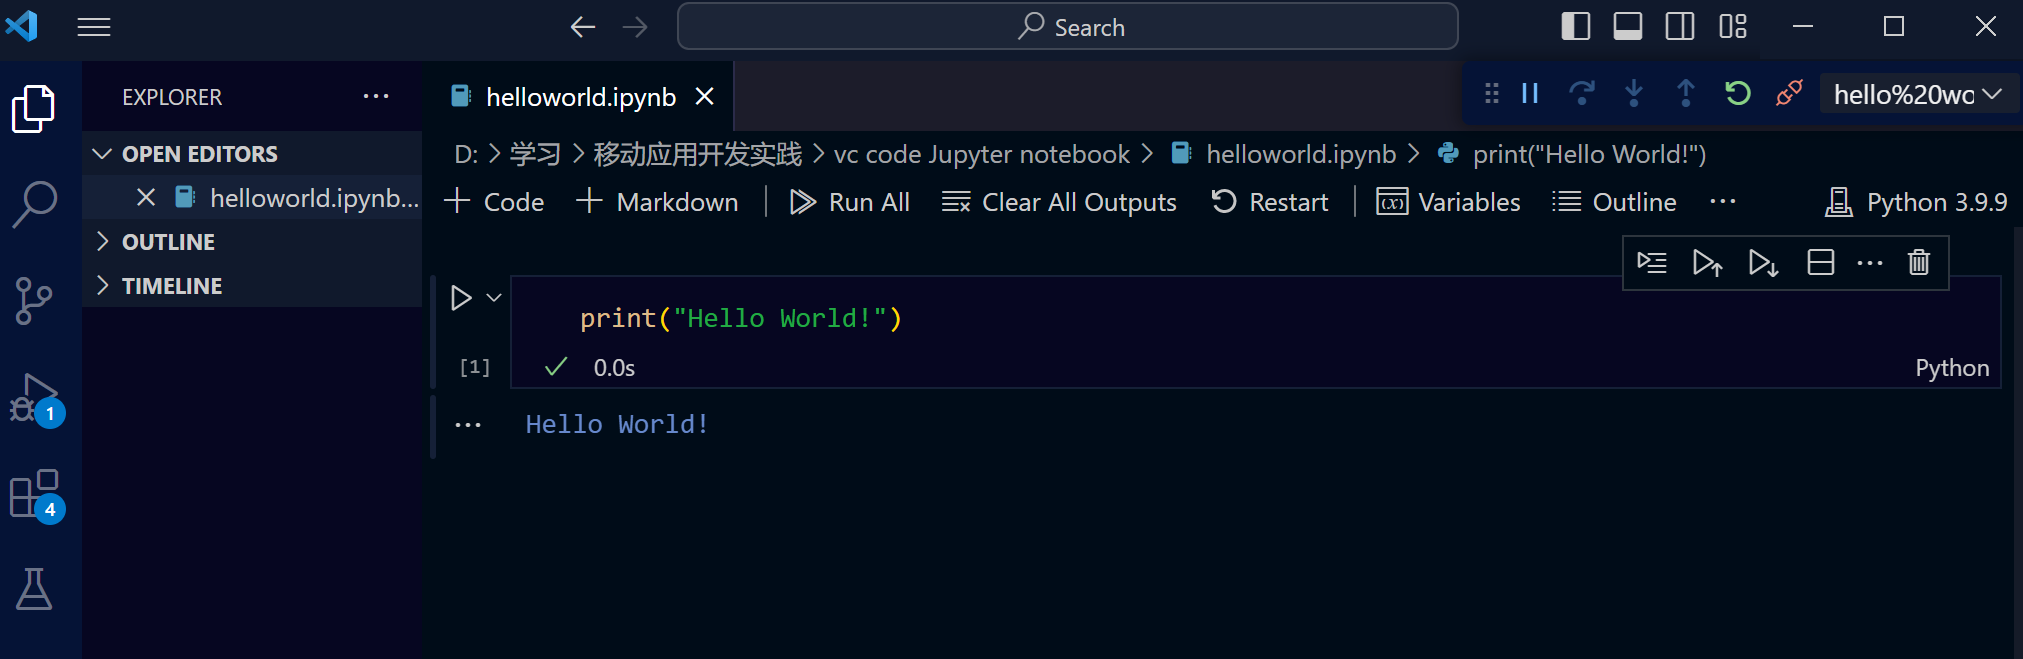 Search
EXPLORER
helloworld.ipynb
hello%20wo
OPEN EDITORS
helloworld.ipynb...
OUTLINE
TIMELINE
D: > 学习 > 移动应用开发实践 > vc code Jupyter notebook > helloworld.ipynb > print("Hello World!")
+ Code + Markdown | Run All Clear All Outputs Restart | Variables Outline ... Python 3.9.9
print("Hello World!")
[1] 0.0s Python
Hello World!
1
4